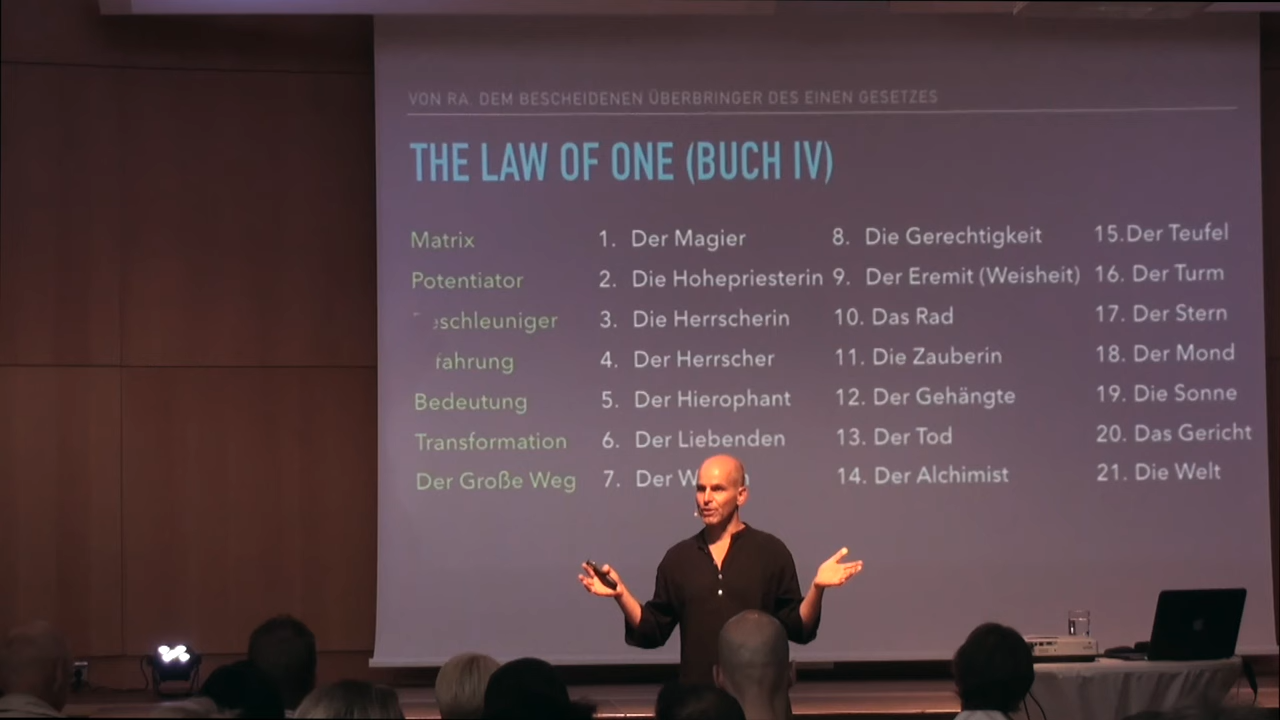 VON RA, DEM BESCHEIDENEN ÜBERBRINGER DES EINEN GESETZES
THE LAW OF ONE (BUCH IV)
Matrix 1. Der Magier 8. Die Gerechtigkeit 15.Der Teufel
Potentiator 2. Die Hohepriesterin 9. Der Eremit (Weisheit) 16. Der Turm
eschleuniger 3. Die Herrscherin 10. Das Rad 17. Der Stern
fahrung 4. Der Herrscher 11. Die Zauberin 18. Der Mond
Bedeutung 5. Der Hierophant 12. Der Gehängte 19. Die Sonne
Transformation 6. Der Liebenden 13. Der Tod 20. Das Gericht
Der Große Weg 7. Der 14. Der Alchimist 21. Die Welt